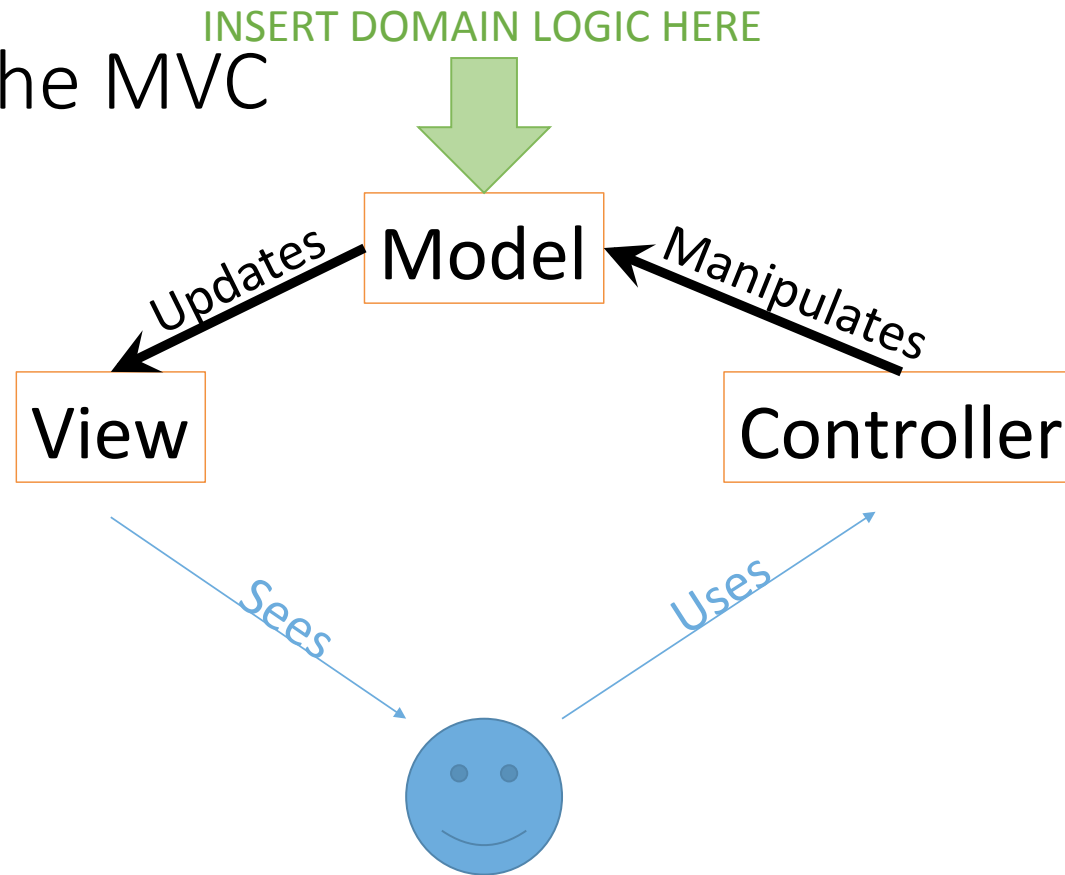 INSERT DOMAIN LOGIC HERE
he MVC
Updates
Model
Manipulates
View
Controller
Sees
Uses